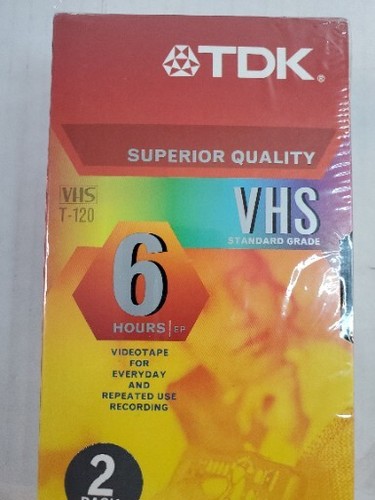 TDK
SUPERIOR QUALITY
VHS
T-120
VHS
STANDARD GRADE
6
HOURS | EP
VIDEOTAPE
FOR
EVERYDAY
AND
REPEATED USE
RECORDING
2
PACK